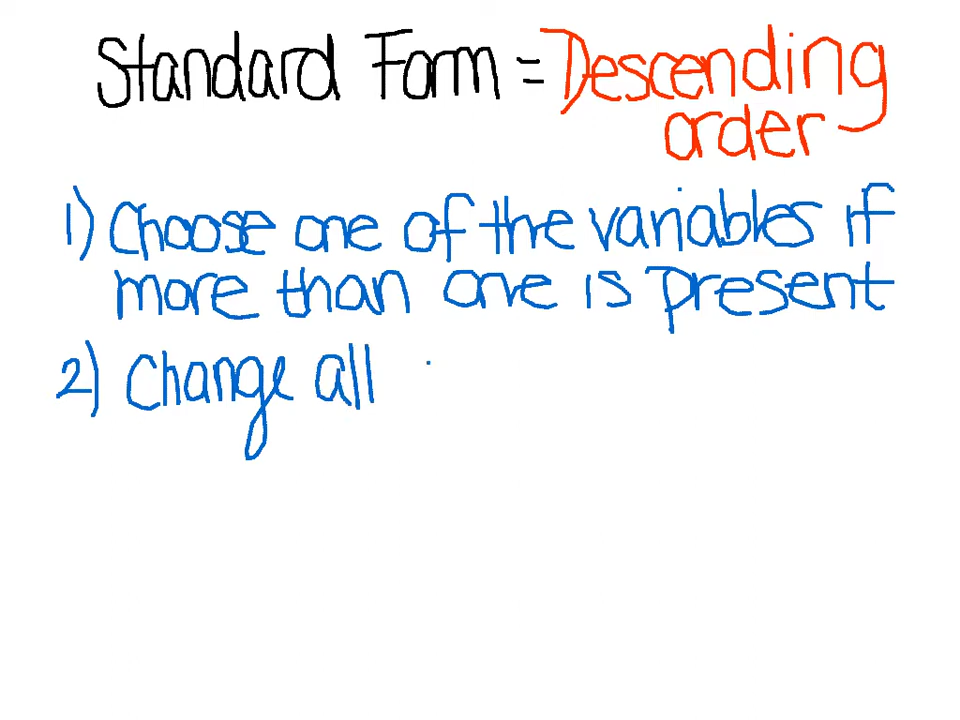 Standard Form = Descending
order
1) Choose one of the variables if
more than one is present
2) Change all